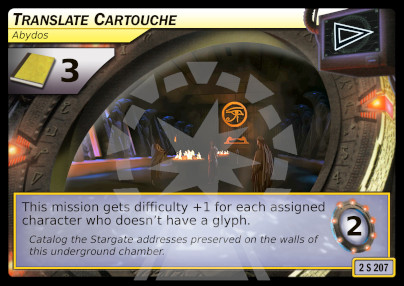 TRANSLATE CARTOUCHE
Abydos
3
This mission gets difficulty +1 for each assigned
character who doesn't have a glyph.
2
Catalog the Stargate addresses preserved on the walls of
this underground chamber.
2 S 207